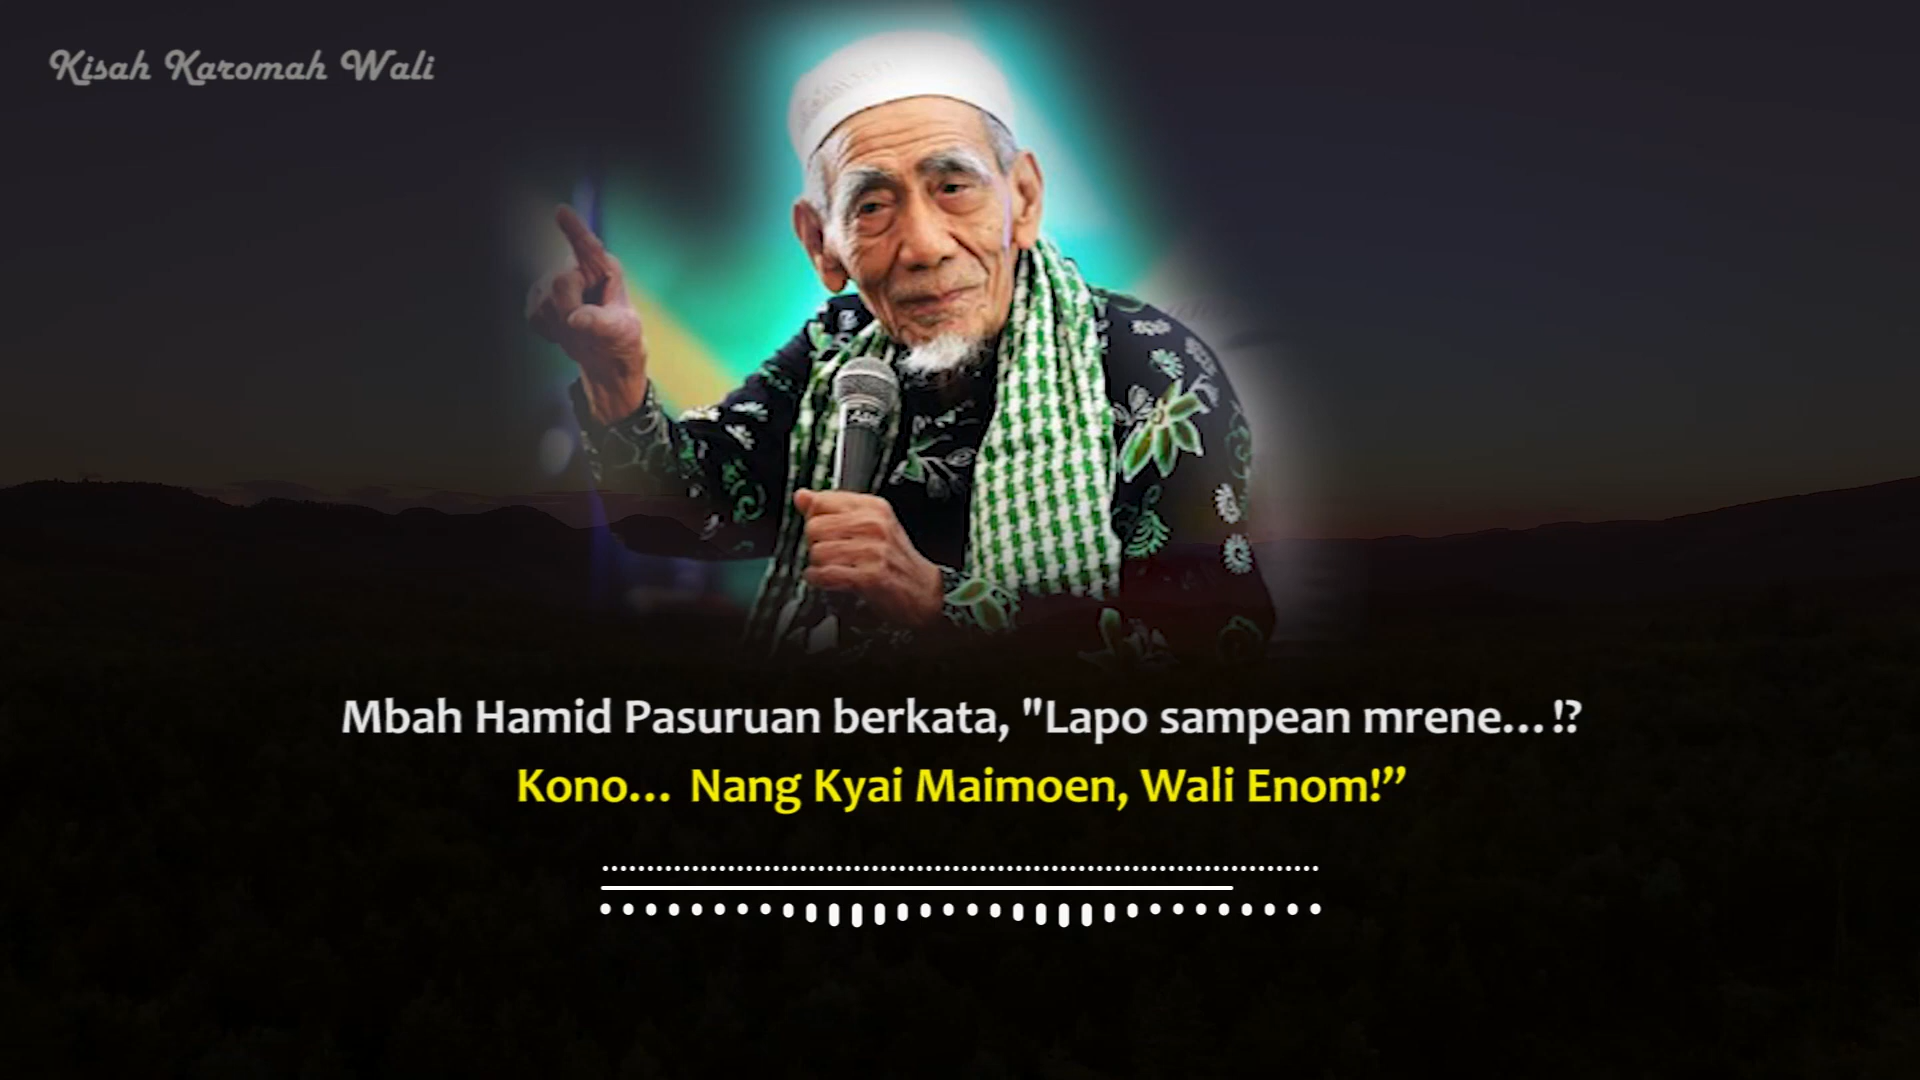 Kisah Karomah Wali
Mbah Hamid Pasuruan berkata, "Lapo sampean mrene...!?
Kono... Nang Kyai Maimoen, Wali Enom!”